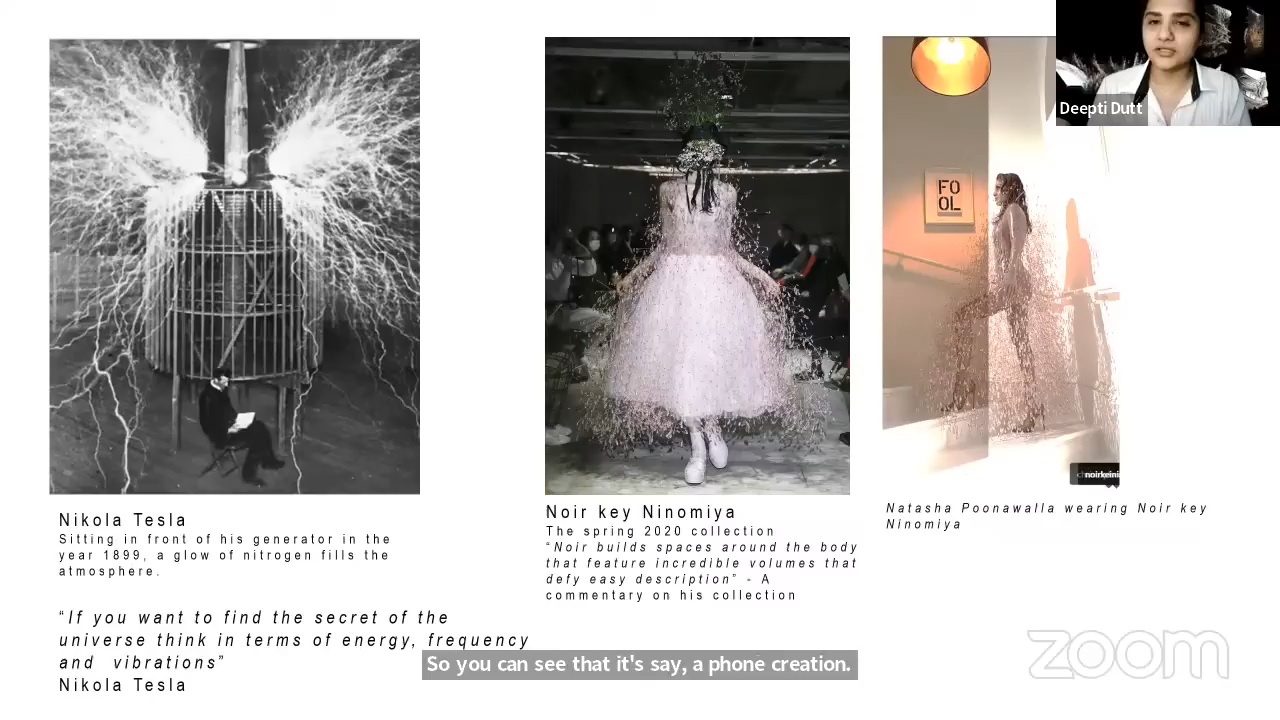 Deepti Dutt
FO
OL
noirkeini
Nikola Tesla
Sitting in front of his generator in the
year 1899, a glow of nitrogen fills the
atmosphere.
“If you want to find the secret of the
universe think in terms of energy, frequency
and vibrations”
Nikola Tesla
Noir key Ninomiya
The spring 2020 collection
“Noir builds spaces around the body
that feature incredible volumes that
defy easy description” - A
commentary on his collection
Natasha Poonawalla wearing Noir key
Ninomiya
So you can see that it's say, a phone creation.
zoom